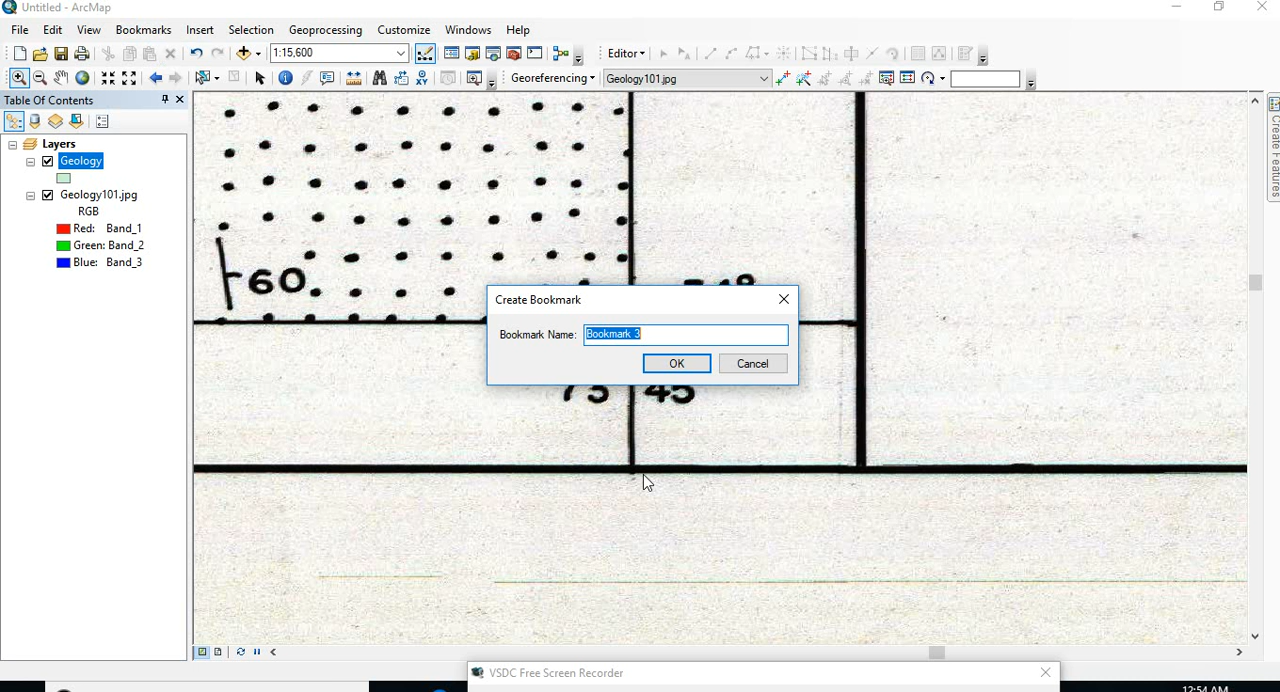 Untitled - ArcMap
File Edit View Bookmarks Insert Selection Geoprocessing Customize Windows Help
1:15,600 Editor
Georeferencing Geology101.jpg
Table Of Contents
Layers
Geology
Geology101.jpg
RGB
Red: Band_1
Green: Band_2
Blue: Band_3
60
Create Bookmark
Bookmark Name: Bookmark 3
OK Cancel
45
Create Features
VSDC Free Screen Recorder
12:54 AM